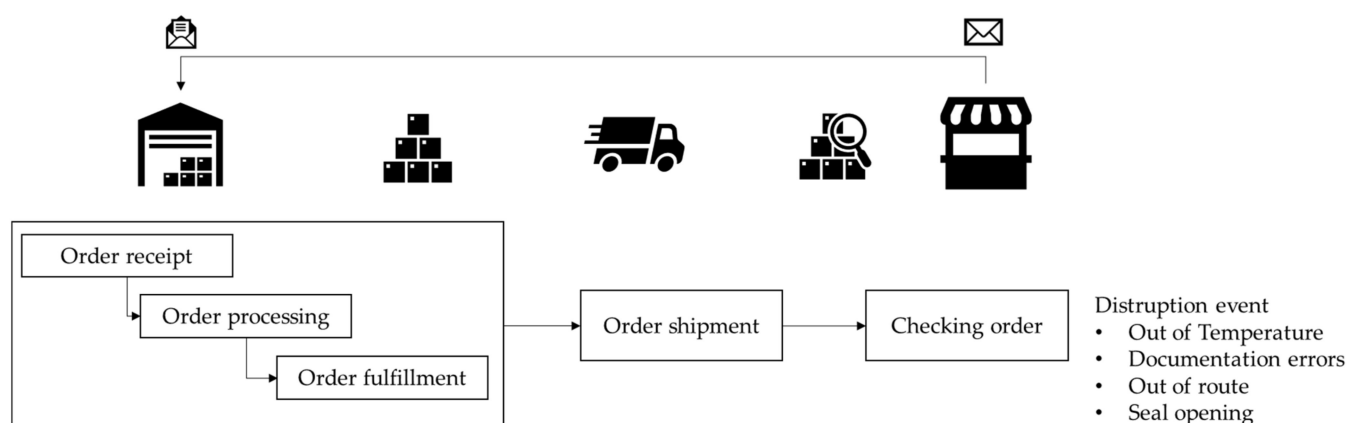 Order receipt
Order processing
Order fulfillment
Order shipment
Checking order
Distruption event
• Out of Temperature
• Documentation errors
• Out of route
• Seal opening